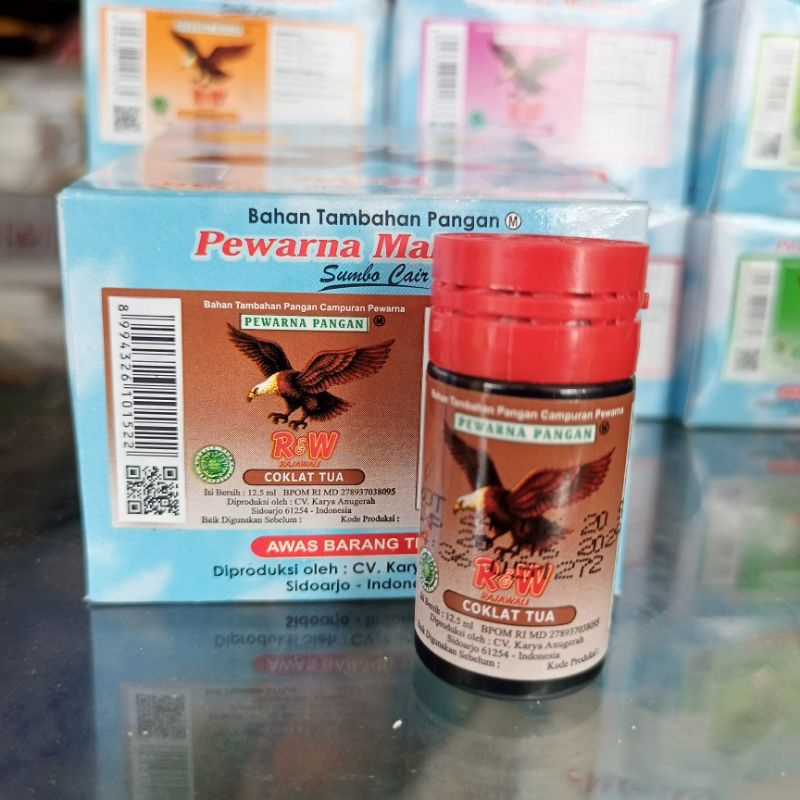 Bahan Tambahan Pangan M
Pewarna Mak
Sumbo Cair
Bahan Tambahan Pangan Campuran Pewarna
PEWARNA PANGAN M
8 994326 101522
R&W
RAJAWALI
COKLAT TUA
Isi Bersih : 12.5 ml BPOM RI MD 278937038095
Diproduksi oleh : CV. Karya Anugerah
Sidoarjo 61254 - Indonesia
Baik Digunakan Sebelum : Kode Produksi :
AWAS BARANG
Diproduksi oleh : CV. Kary
Sidoarjo - Indone
Bahan Tambahan Pangan Campuran Pewarna
PEWARNA PANGAN M
R&W
RAJAWALI
COKLAT TUA
Isi Bersih : 12.5 ml BPOM RI MD 278937038095
Diproduksi oleh : CV. Karya Anugerah
Sidoarjo 61254 - Indonesia
Baik Digunakan Sebelum : Kode Produksi :